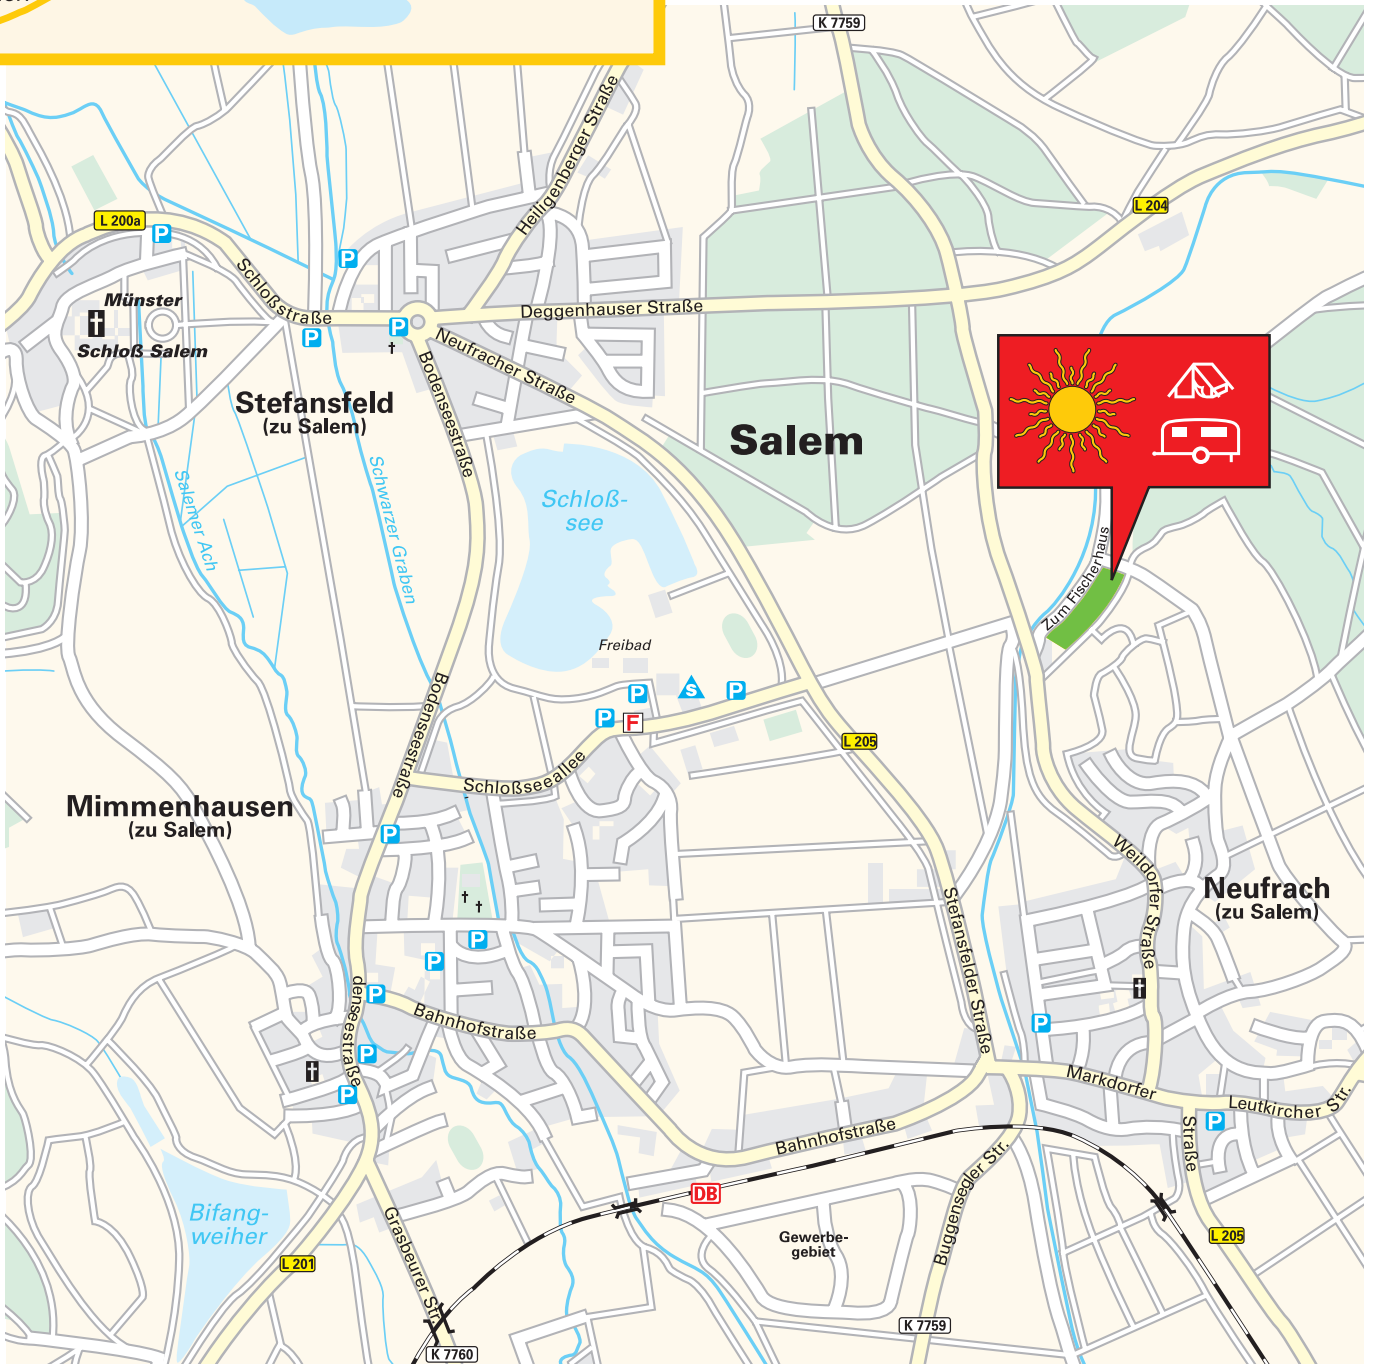 K 7759
Heiligenberger Straße
L 200a
P
L 204
P
P
Schloßstraße
Münster
Schloß Salem
P
P
Deggenhauser Straße
Neufracher Straße
Bodenseestraße
Stefansfeld
(zu Salem)
Salem
Salemer Ach
Schwarzer Graben
Schloß-
see
Zum Fischerhaus
Freibad
P
S
P
P
F
Bodenseestraße
L 205
Schloßseeallee
Mimmenhausen
(zu Salem)
P
Weildorfer Straße
Neufrach
(zu Salem)
Stefansfelder Straße
P
P
P
denseestraße
Bahnhofstraße
P
P
P
Markdorfer
Straße
Leutkircher Str.
P
Bahnhofstraße
Buggensegler Str.
DB
Bifang-
weiher
Grasbeurer Str.
Gewerbe-
gebiet
L 201
L 205
K 7759
K 7760